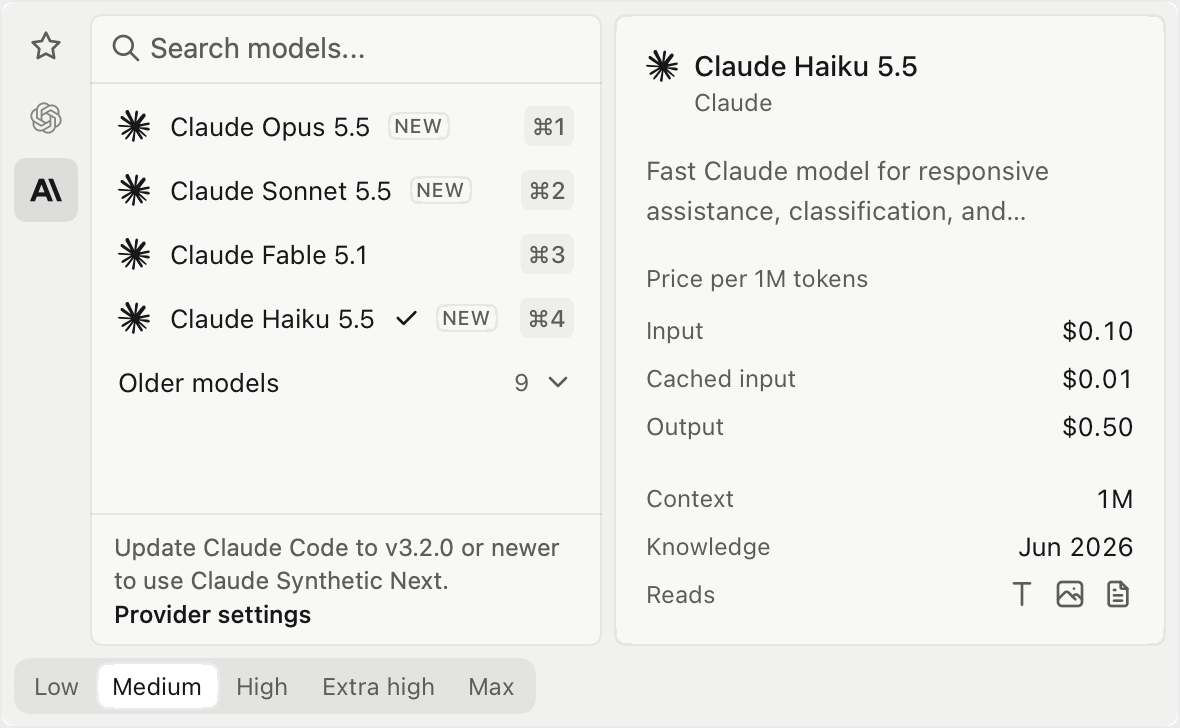 Search models...
Claude Opus 5.5 NEW ⌘1
Claude Sonnet 5.5 NEW ⌘2
Claude Fable 5.1 ⌘3
Claude Haiku 5.5 NEW ⌘4
Older models 9
Update Claude Code to v3.2.0 or newer
to use Claude Synthetic Next.
Provider settings
Claude Haiku 5.5
Claude
Fast Claude model for responsive
assistance, classification, and...
Price per 1M tokens
Input $0.10
Cached input $0.01
Output $0.50
Context 1M
Knowledge Jun 2026
Reads
Low Medium High Extra high Max